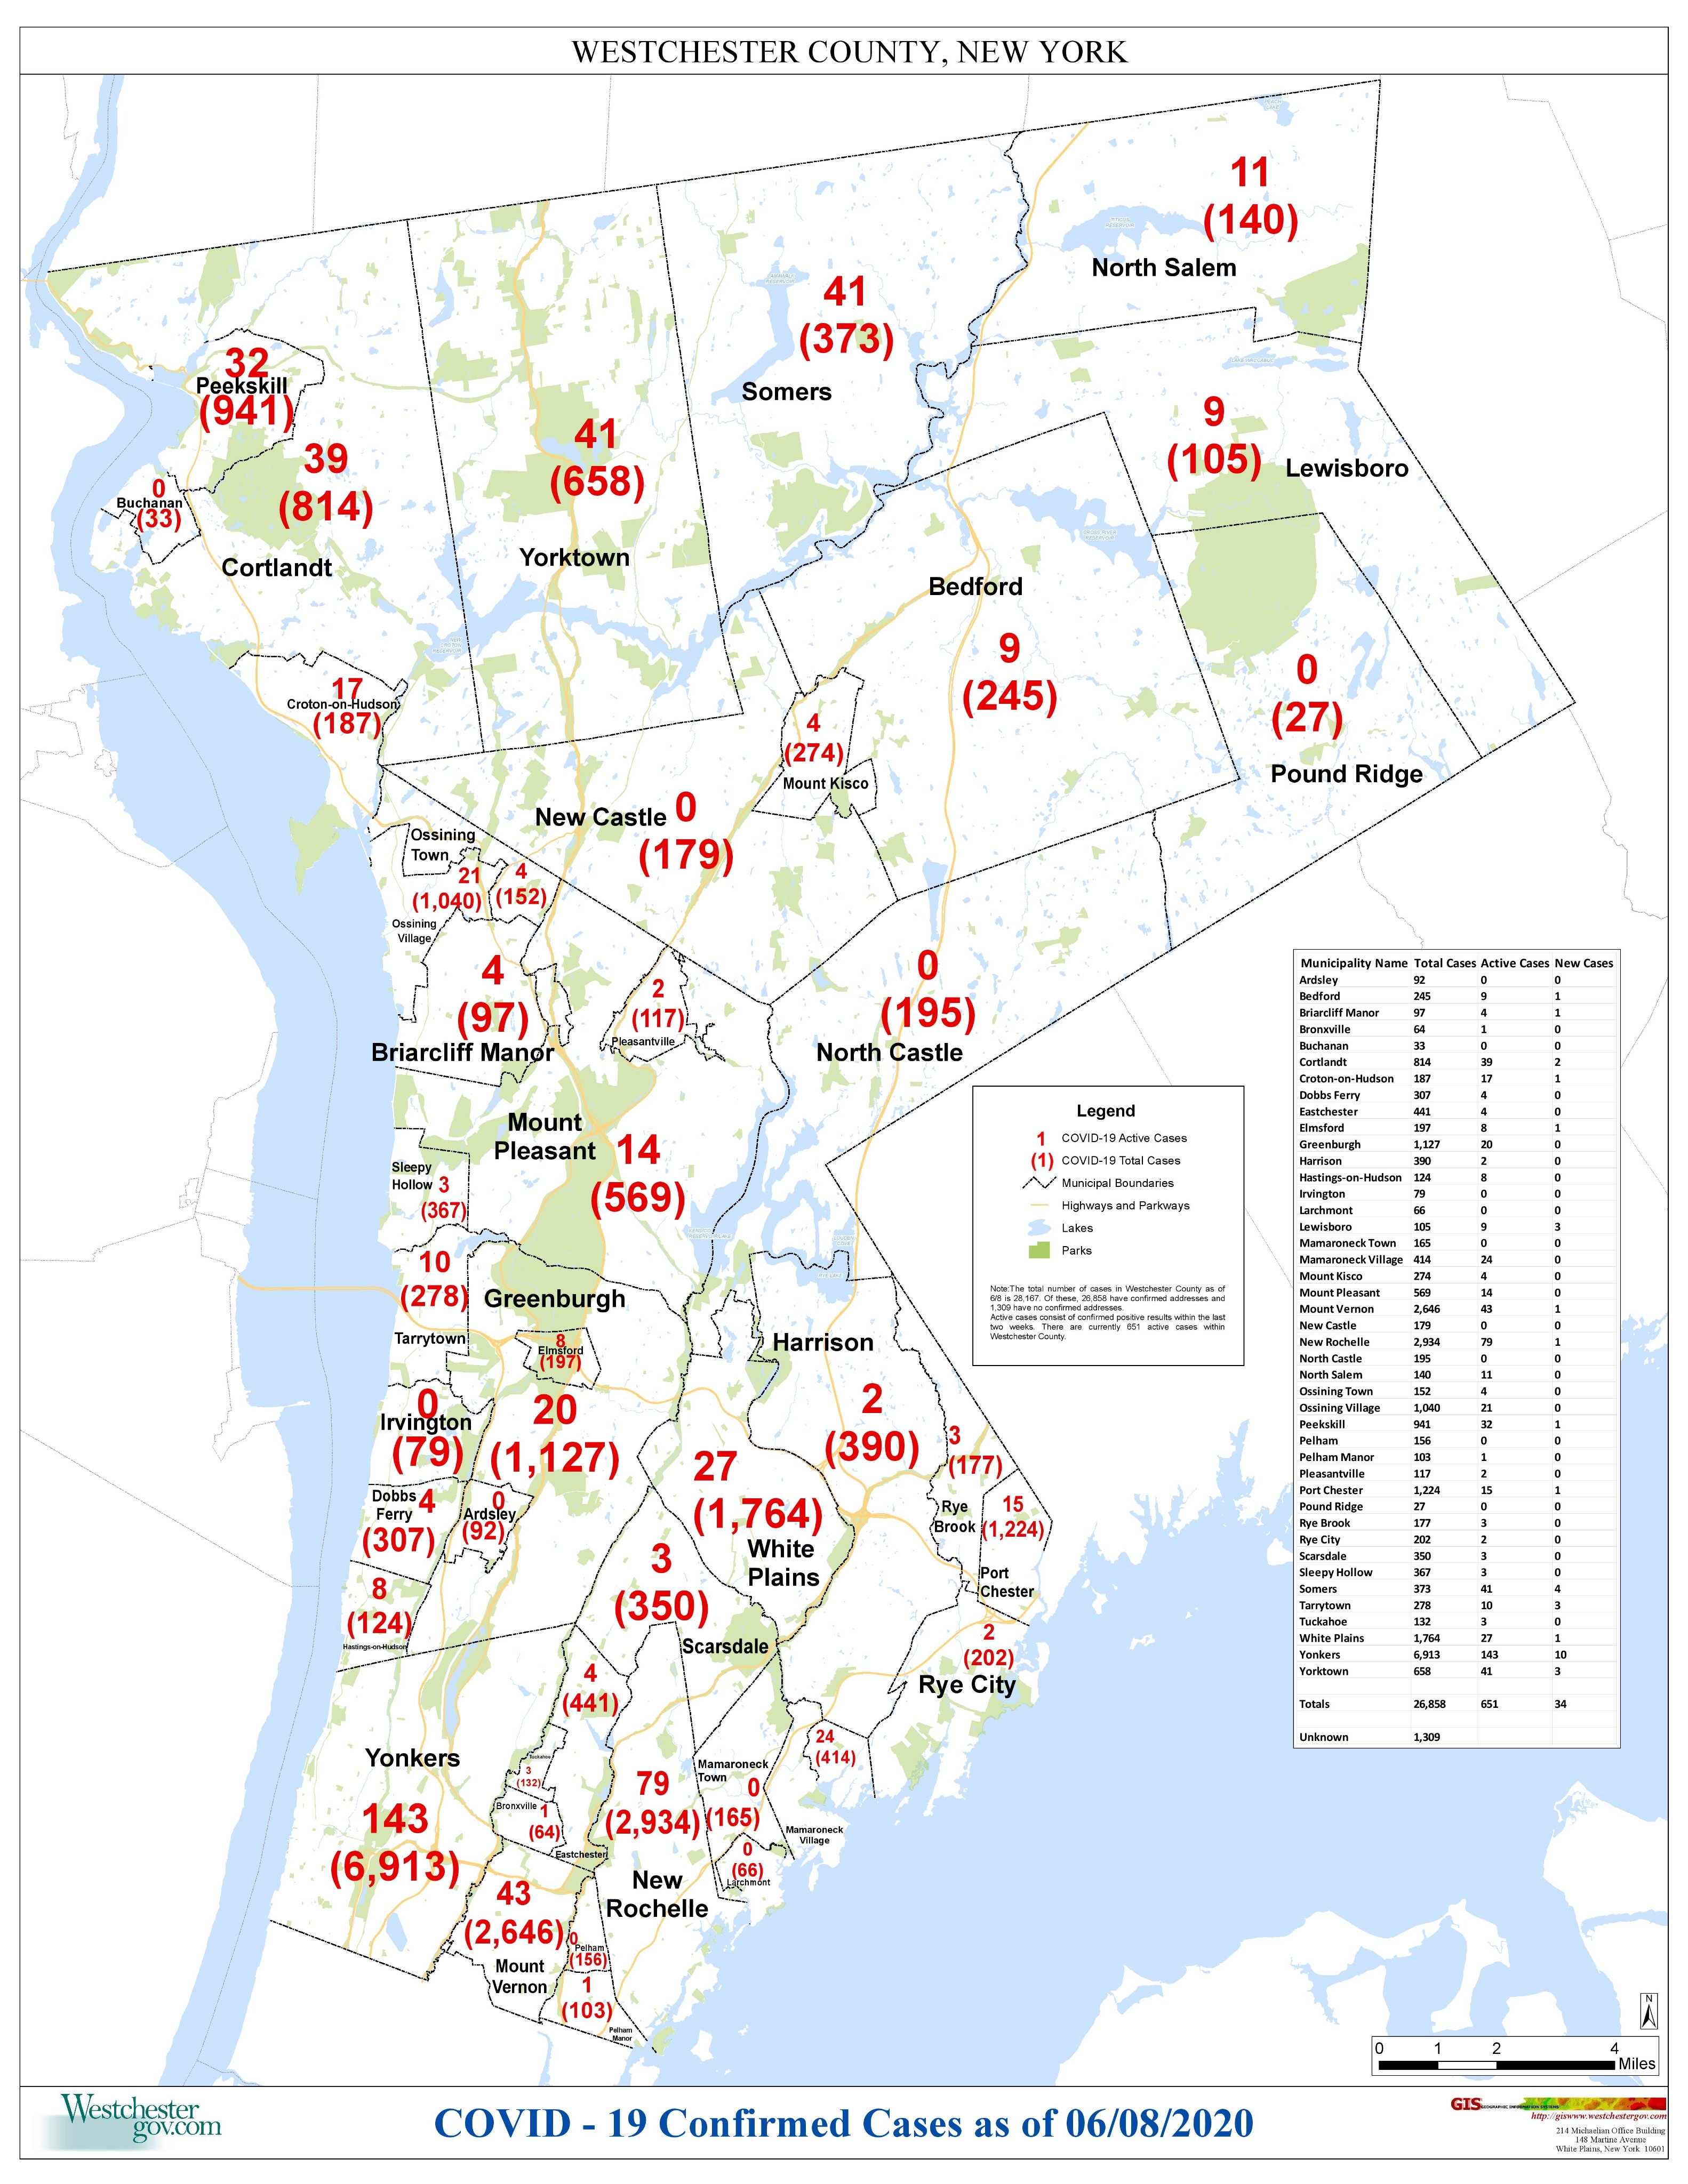 WESTCHESTER COUNTY, NEW YORK
11
(140)
North Salem
41
(373)
Somers
32
Peekskill
(941)
39
(814)
Cortlandt
0
Buchanan
(33)
41
(658)
Yorktown
9
(105)
Lewisboro
Bedford
9
(245)
0
(27)
Pound Ridge
17
Croton-on-Hudson
(187)
4
(274)
Mount Kisco
New Castle
0
(179)
Ossining
Town
21
(1,040)
4
(152)
Ossining
Village
4
(97)
Briarcliff Manor
2
(117)
Pleasantville
0
(195)
North Castle
Mount
Pleasant
14
(569)
Sleepy
Hollow 3
(367)
10
(278)
Tarrytown
Greenburgh
8
Elmsford
(197)
Harrison
2
(390)
0
Irvington
(79)
20
(1,127)
27
(1,764)
White
Plains
3
(177)
Rye
Brook
15
(1,224)
Port
Chester
Dobbs
Ferry
4
(307)
0
Ardsley
(92)
3
(350)
Scarsdale
8
(124)
Hastings-on-Hudson
2
(202)
Rye City
4
(441)
24
(414)
Yonkers
143
(6,913)
Tuckahoe
3
(132)
Bronxville 1
(64)
Eastchester
79
(2,934)
New
Rochelle
Mamaroneck
Town
0
(165)
Mamaroneck
Village
0
(66)
Larchmont
43
(2,646)
Mount
Vernon
0
Pelham
(156)
1
(103)
Pelham
Manor
Legend
1 COVID-19 Active Cases
(1) COVID-19 Total Cases
Municipal Boundaries
Highways and Parkways
Lakes
Parks
Note:The total number of cases in Westchester County as of
6/8 is 28,167. Of these, 26,858 have confirmed addresses and
1,309 have no confirmed addresses.
Active cases consist of confirmed positive results within the last
two weeks. There are currently 651 active cases within
Westchester County.
Municipality Name Total Cases Active Cases New Cases
Ardsley 92 0 0
Bedford 245 9 1
Briarcliff Manor 97 4 1
Bronxville 64 1 0
Buchanan 33 0 0
Cortlandt 814 39 2
Croton-on-Hudson 187 17 1
Dobbs Ferry 307 4 0
Eastchester 441 4 0
Elmsford 197 8 1
Greenburgh 1,127 20 0
Harrison 390 2 0
Hastings-on-Hudson 124 8 0
Irvington 79 0 0
Larchmont 66 0 0
Lewisboro 105 9 3
Mamaroneck Town 165 0 0
Mamaroneck Village 414 24 0
Mount Kisco 274 4 0
Mount Pleasant 569 14 0
Mount Vernon 2,646 43 1
New Castle 179 0 0
New Rochelle 2,934 79 1
North Castle 195 0 0
North Salem 140 11 0
Ossining Town 152 4 0
Ossining Village 1,040 21 0
Peekskill 941 32 1
Pelham 156 0 0
Pelham Manor 103 1 0
Pleasantville 117 2 0
Port Chester 1,224 15 1
Pound Ridge 27 0 0
Rye Brook 177 3 0
Rye City 202 2 0
Scarsdale 350 3 0
Sleepy Hollow 367 3 0
Somers 373 41 4
Tarrytown 278 10 3
Tuckahoe 132 3 0
White Plains 1,764 27 1
Yonkers 6,913 143 10
Yorktown 658 41 3
Totals 26,858 651 34
Unknown 1,309
N
0 1 2 4
Miles
Westchester
gov.com
COVID - 19 Confirmed Cases as of 06/08/2020
GIS GEOGRAPHIC INFORMATION SYSTEMS
http://giswww.westchestergov.com
214 Michaelian Office Building
148 Martine Avenue
White Plains, New York 10601